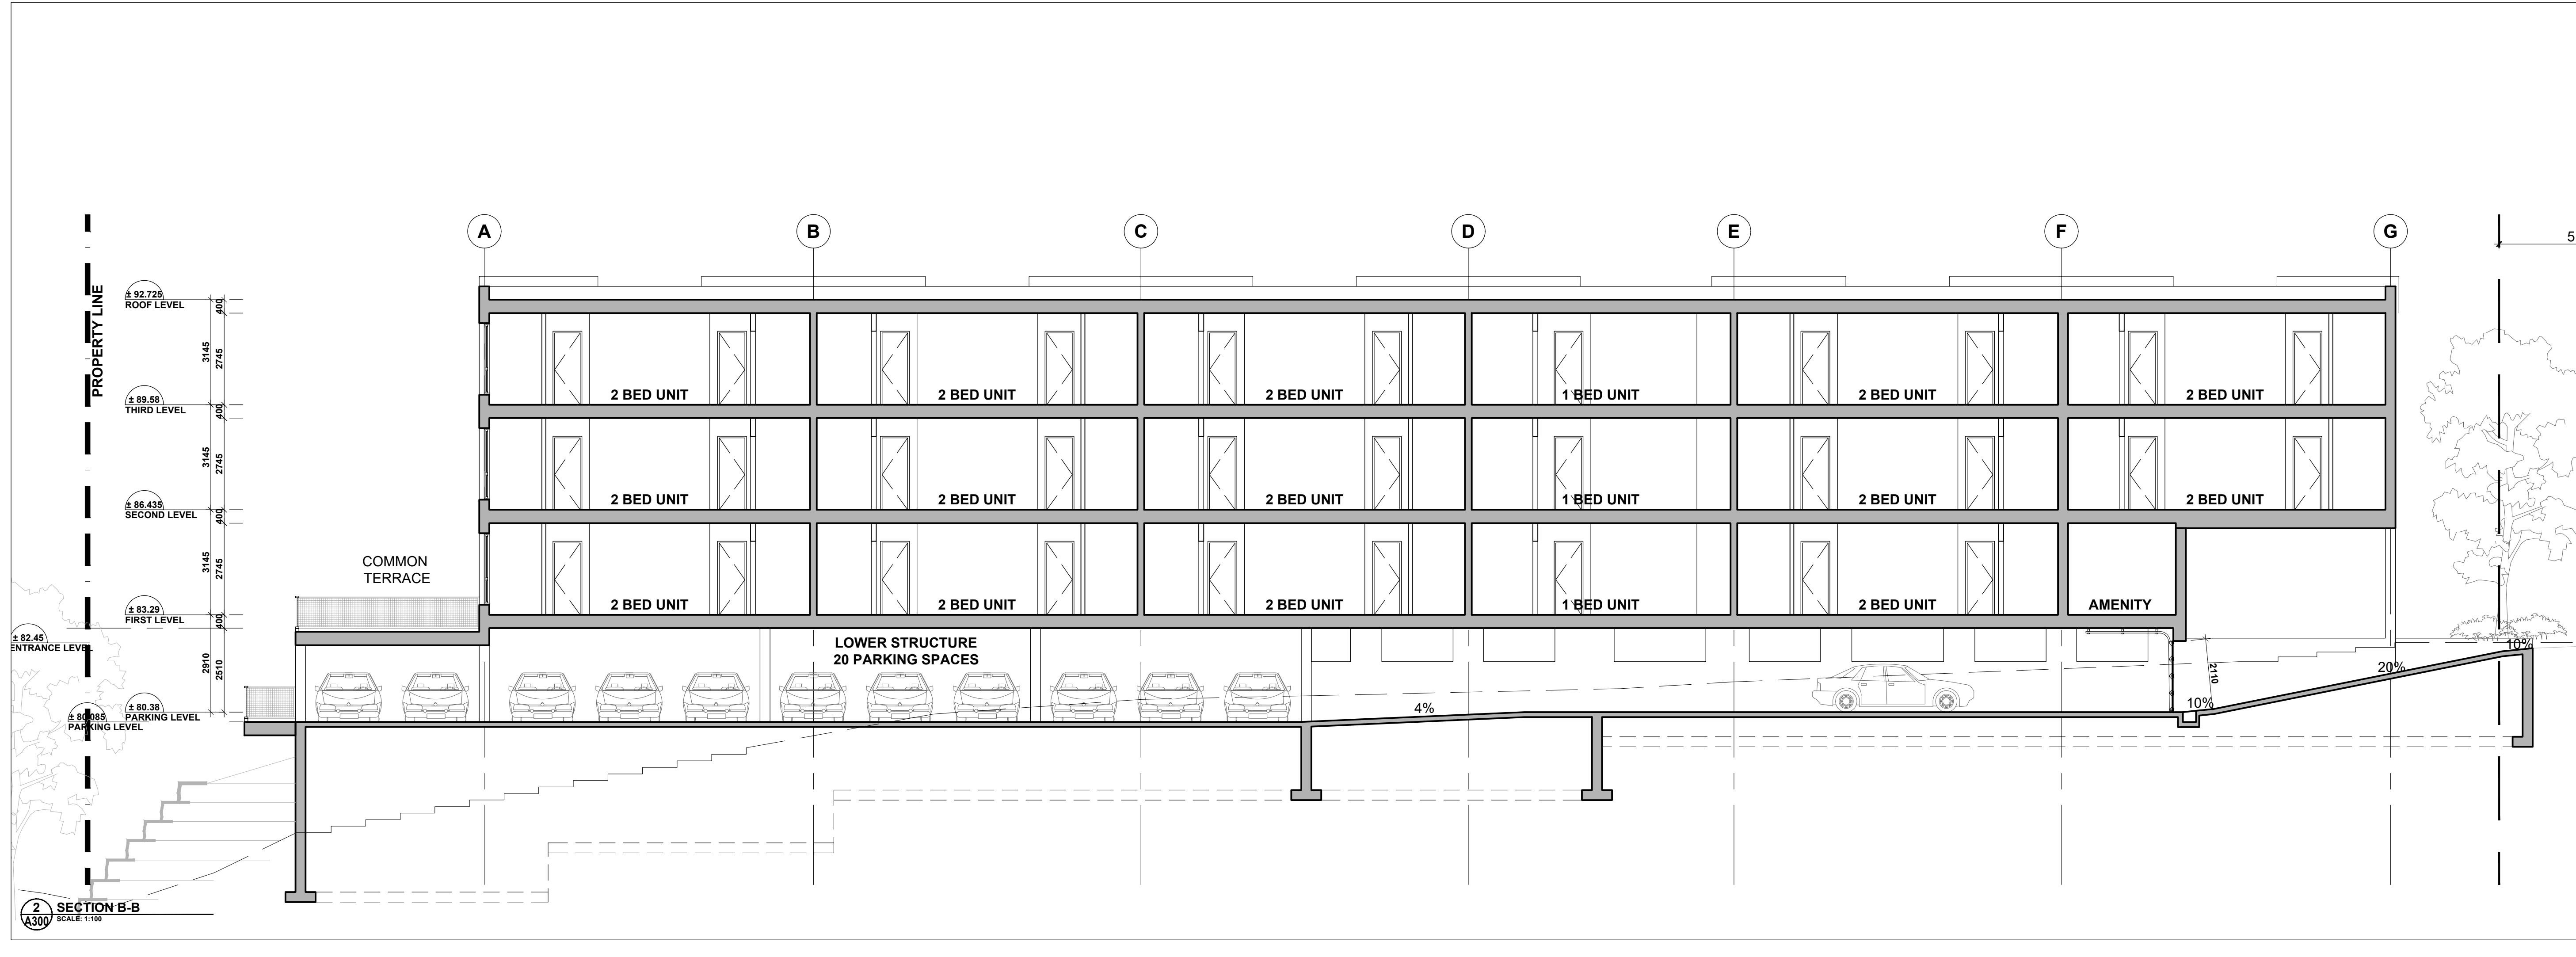 A
B
C
D
E
F
G
5
PROPERTY LINE
± 92.725
ROOF LEVEL
400
3145
2745
2 BED UNIT
2 BED UNIT
2 BED UNIT
1 BED UNIT
2 BED UNIT
2 BED UNIT
± 89.58
THIRD LEVEL
400
3145
2745
2 BED UNIT
2 BED UNIT
2 BED UNIT
1 BED UNIT
2 BED UNIT
2 BED UNIT
± 86.435
SECOND LEVEL
400
3145
2745
COMMON
TERRACE
2 BED UNIT
2 BED UNIT
2 BED UNIT
1 BED UNIT
2 BED UNIT
AMENITY
± 83.29
FIRST LEVEL
400
± 82.45
ENTRANCE LEVEL
LOWER STRUCTURE
20 PARKING SPACES
2910
2510
2110
10%
20%
10%
4%
± 80.38
PARKING LEVEL
± 80.085
PARKING LEVEL
2
A300
SECTION B-B
SCALE: 1:100